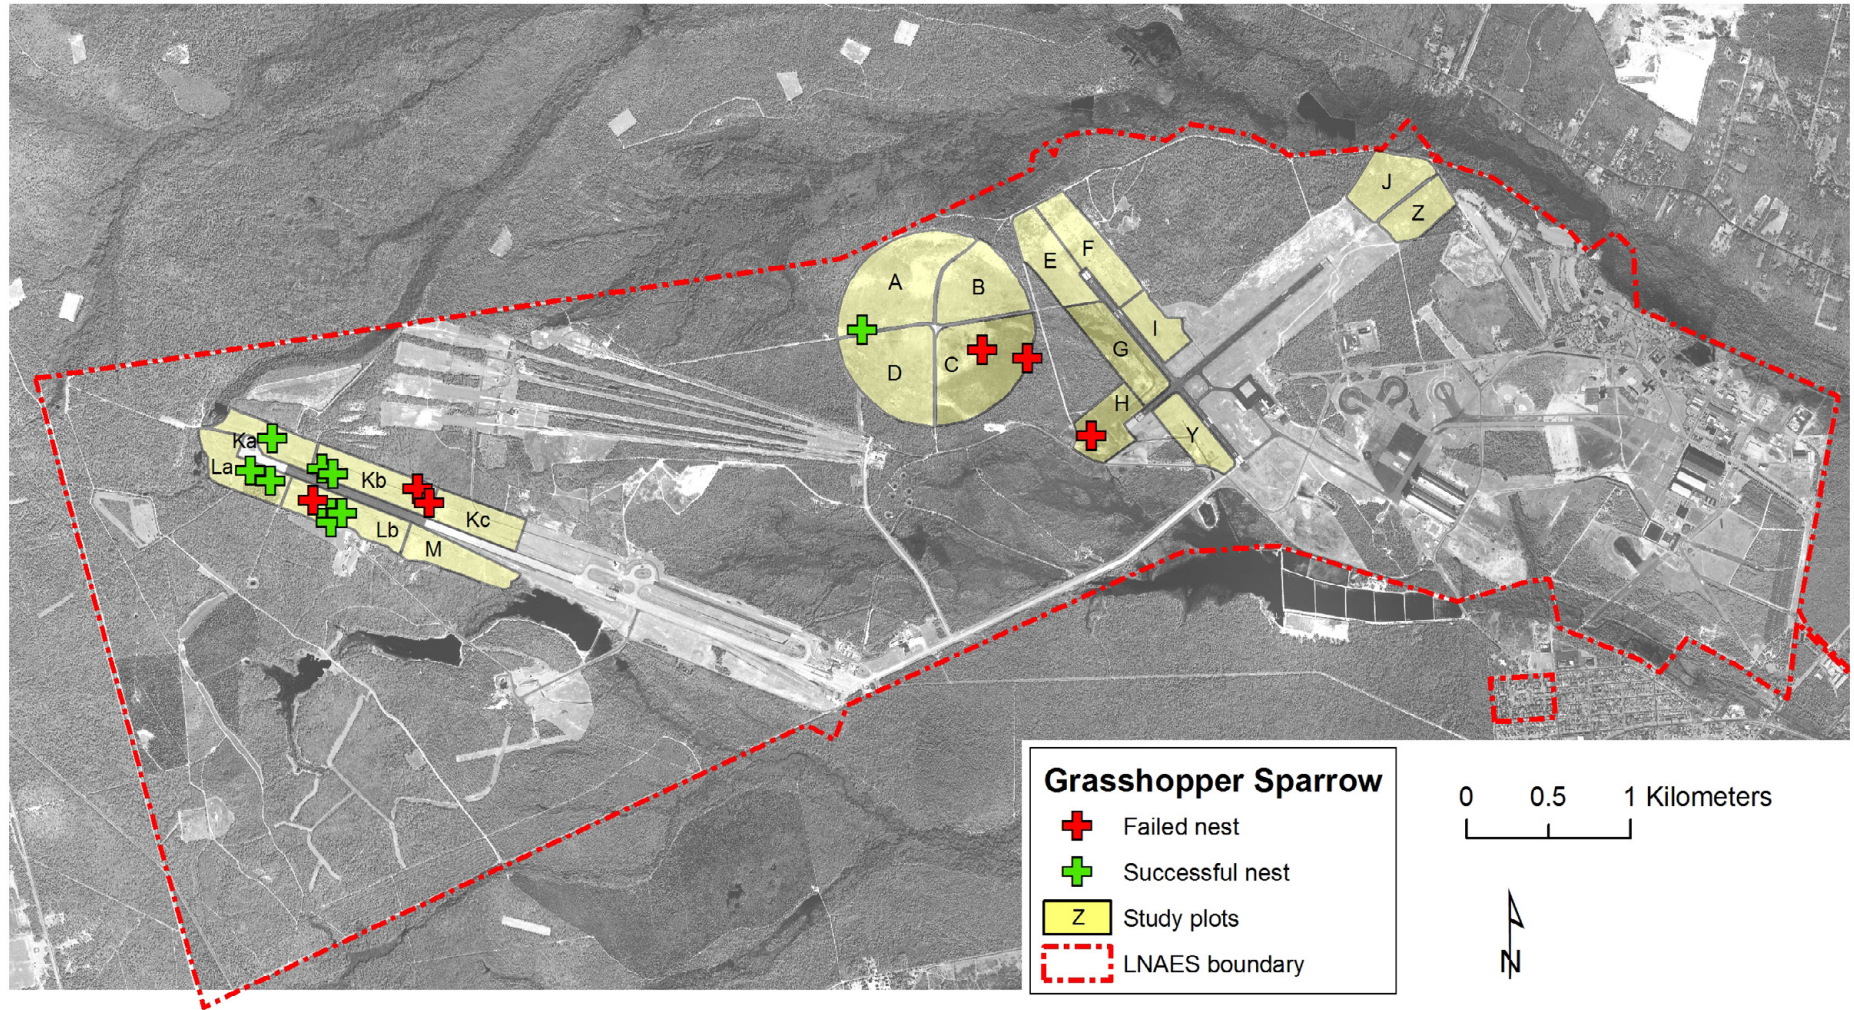 J
Z
F
E
A
B
I
G
C
D
H
Y
Ka
La
Kb
Kc
Lb
M
Grasshopper Sparrow
Failed nest
Successful nest
Z Study plots
LNAES boundary
0 0.5 1 Kilometers
N